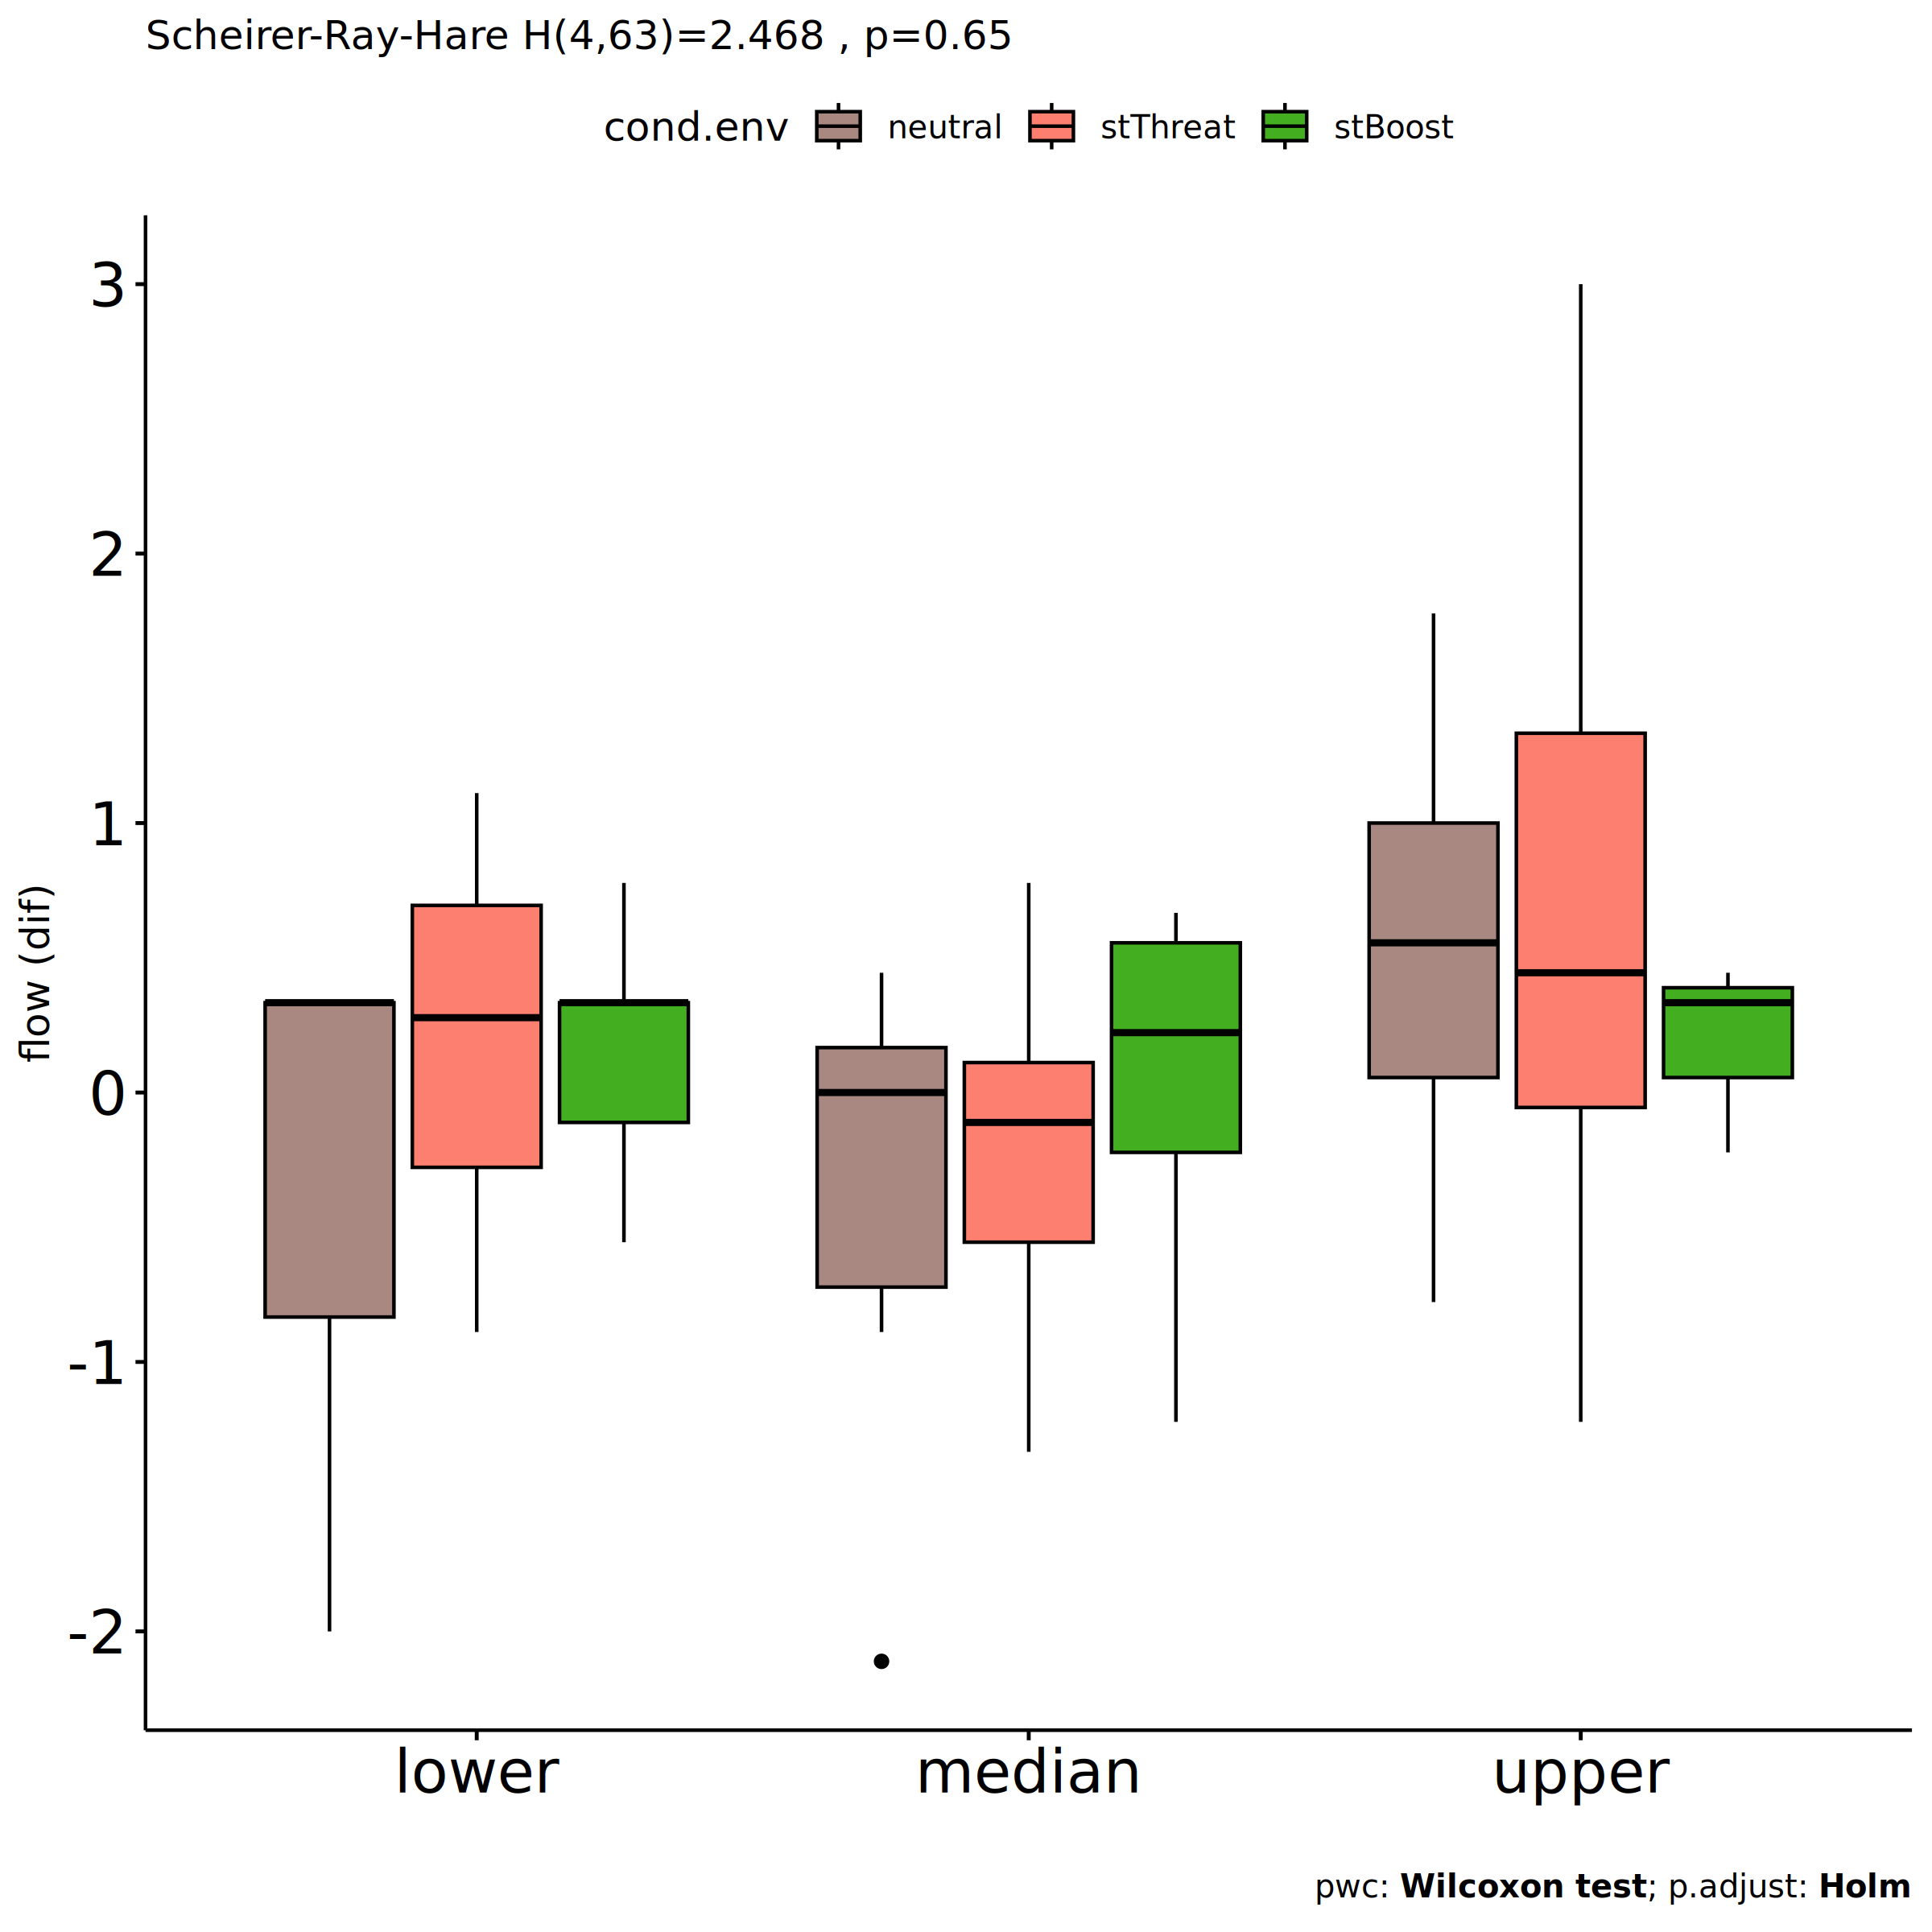 Scheirer-Ray-Hare H(4,63)=2.468 , p=0.65
cond.env neutral stThreat stBoost
3
2
1
0
-1
-2
flow (dif)
lower median upper
pwc: Wilcoxon test; p.adjust: Holm